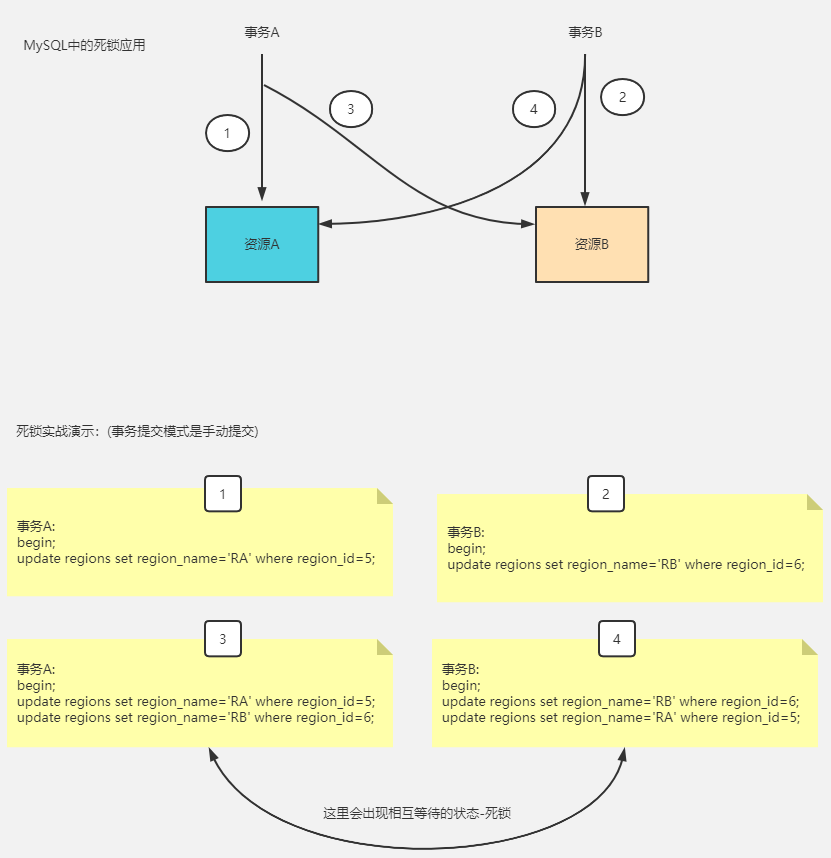 事务A
事务B
MySQL中的死锁应用
3
4
2
1
资源A
资源B
死锁实战演示：(事务提交模式是手动提交)
1
事务A:
begin;
update regions set region_name='RA' where region_id=5;
2
事务B:
begin;
update regions set region_name='RB' where region_id=6;
3
事务A:
begin;
update regions set region_name='RA' where region_id=5;
update regions set region_name='RB' where region_id=6;
4
事务B:
begin;
update regions set region_name='RB' where region_id=6;
update regions set region_name='RA' where region_id=5;
这里会出现相互等待的状态-死锁